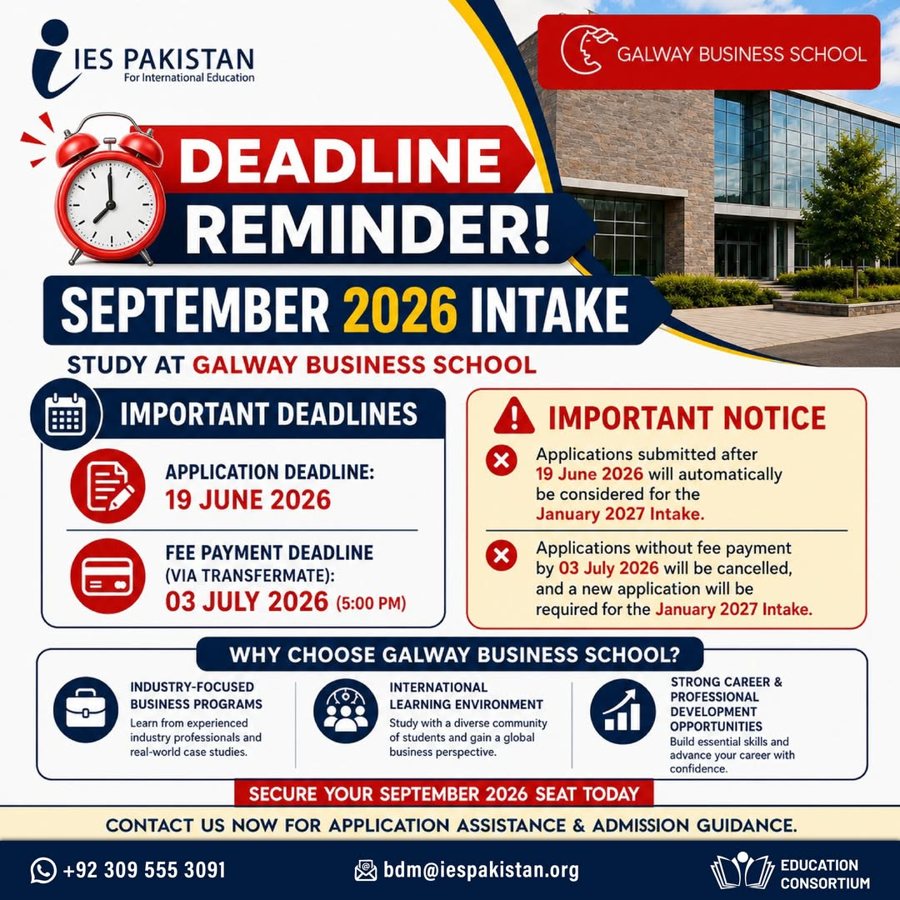 IES PAKISTAN
For International Education
GALWAY BUSINESS SCHOOL
DEADLINE
REMINDER!
SEPTEMBER 2026 INTAKE
STUDY AT GALWAY BUSINESS SCHOOL
IMPORTANT DEADLINES
APPLICATION DEADLINE:
19 JUNE 2026
FEE PAYMENT DEADLINE
(VIA TRANSFERMATE):
03 JULY 2026 (5:00 PM)
IMPORTANT NOTICE
Applications submitted after
19 June 2026 will automatically
be considered for the
January 2027 Intake.
Applications without fee payment
by 03 July 2026 will be cancelled,
and a new application will be
required for the January 2027 Intake.
WHY CHOOSE GALWAY BUSINESS SCHOOL?
INDUSTRY-FOCUSED
BUSINESS PROGRAMS
Learn from experienced
industry professionals and
real-world case studies.
INTERNATIONAL
LEARNING ENVIRONMENT
Study with a diverse community
of students and gain a global
business perspective.
STRONG CAREER &
PROFESSIONAL
DEVELOPMENT
OPPORTUNITIES
Build essential skills and
advance your career with
confidence.
SECURE YOUR SEPTEMBER 2026 SEAT TODAY
CONTACT US NOW FOR APPLICATION ASSISTANCE & ADMISSION GUIDANCE.
+92 309 555 3091
bdm@iespakistan.org
EDUCATION
CONSORTIUM